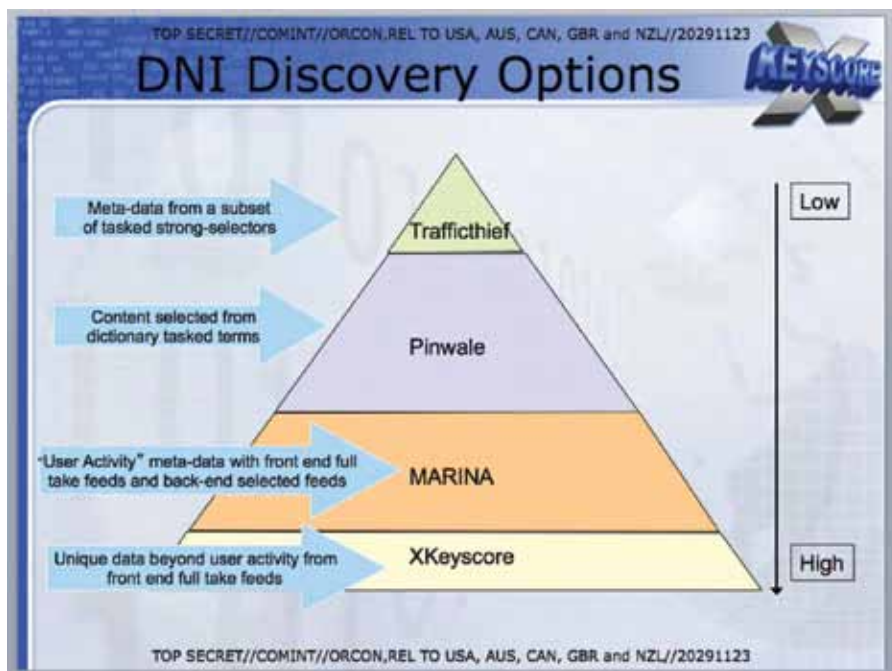 TOP SECRET//COMINT//ORCON,REL TO USA, AUS, CAN, GBR and NZL//20291123
DNI Discovery Options
X
KEYSCORE
Meta-data from a subset
of tasked strong-selectors
Trafficthief
Low
Content selected from
dictionary tasked terms
Pinwale
"User Activity" meta-data with front end full
take feeds and back-end selected feeds
MARINA
Unique data beyond user activity from
front end full take feeds
XKeyscore
High
TOP SECRET//COMINT//ORCON,REL TO USA, AUS, CAN, GBR and NZL//20291123